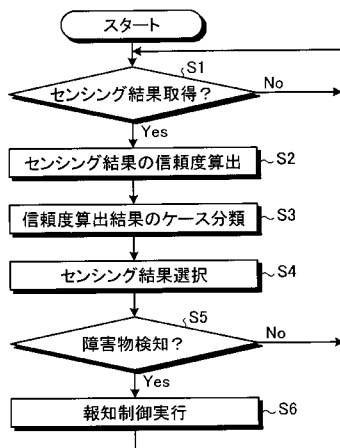 スタート
S1
センシング結果取得?
No
Yes
センシング結果の信頼度算出
S2
信頼度算出結果のケース分類
S3
センシング結果選択
S4
S5
障害物検知?
No
Yes
報知制御実行
S6